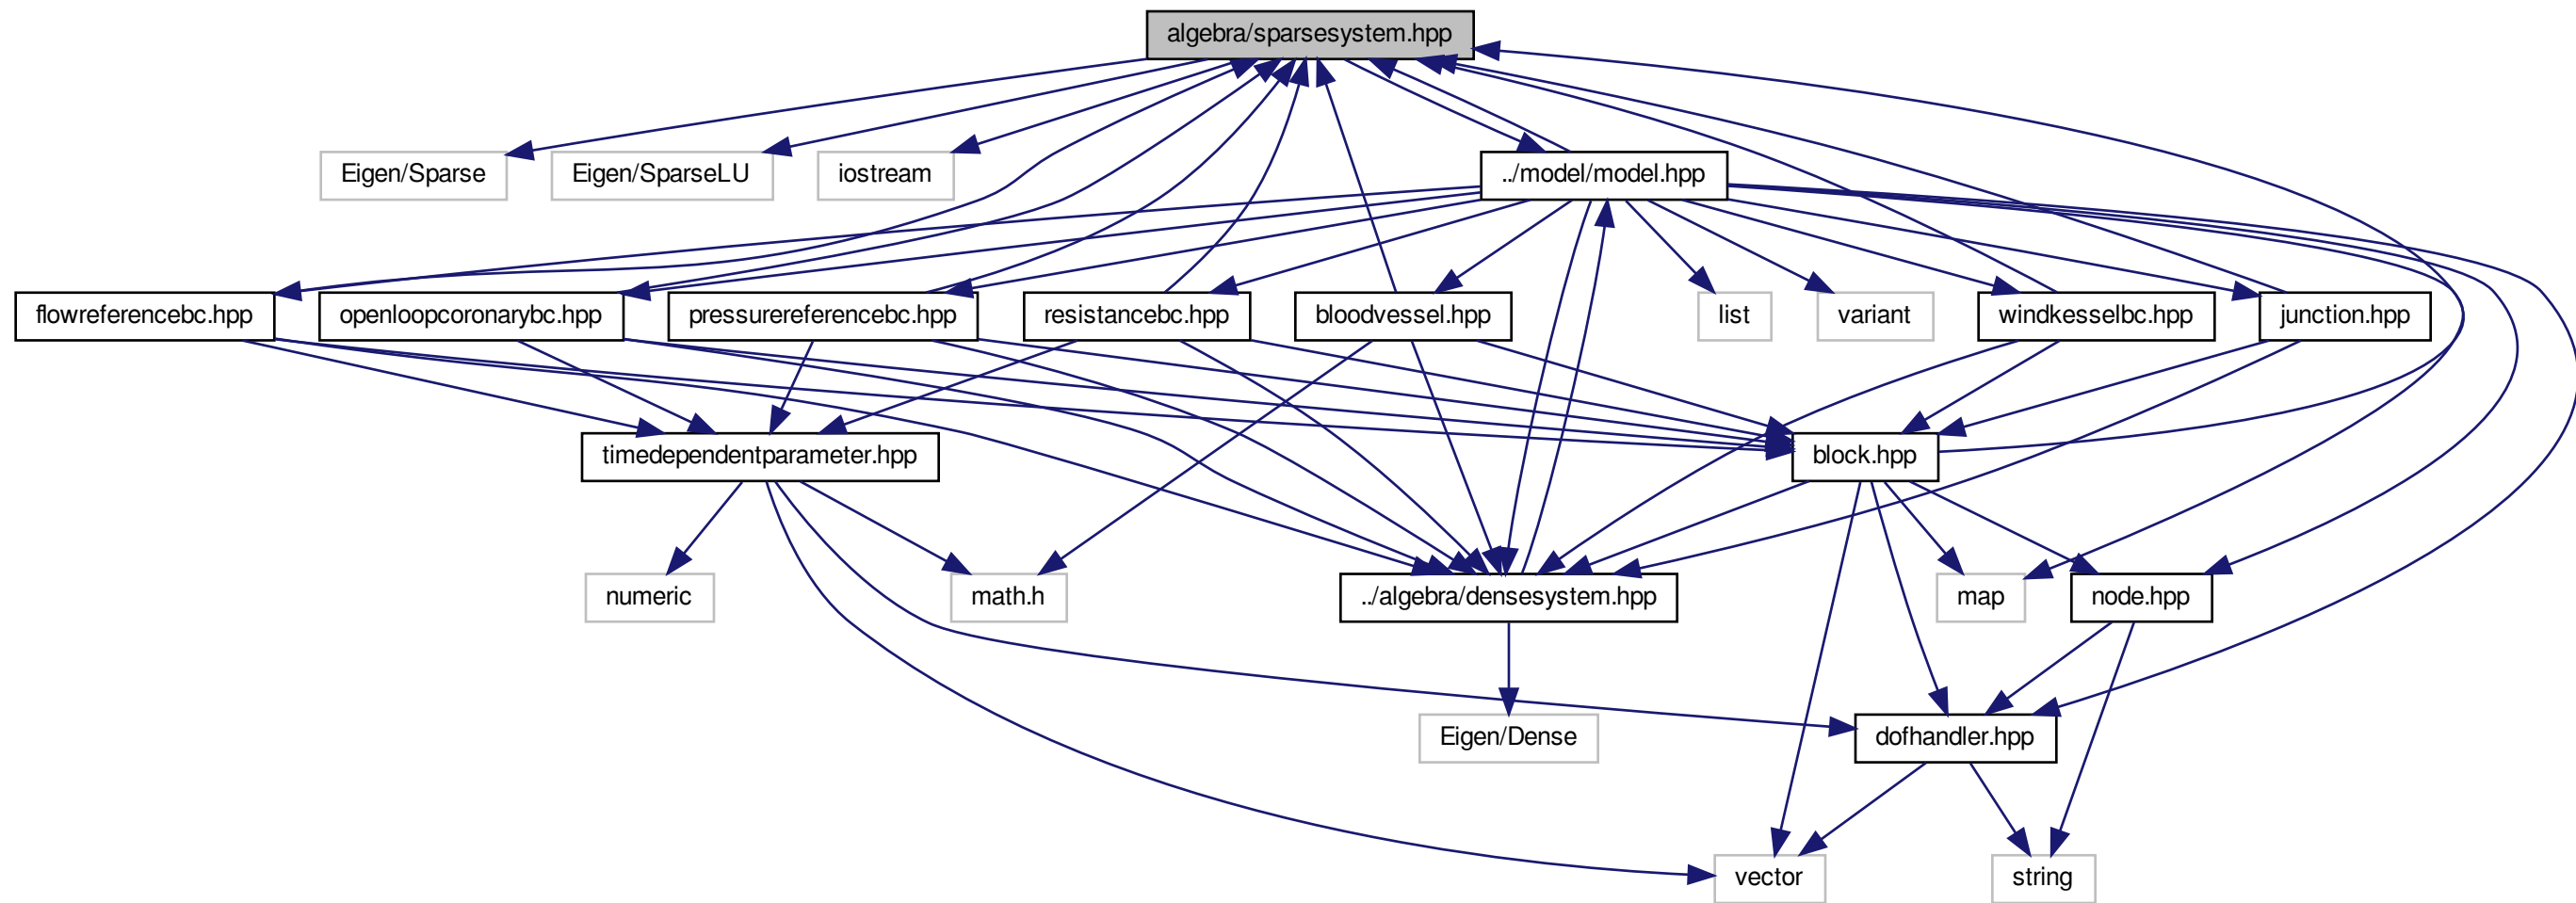 algebra/sparsesystem.hpp
Eigen/Sparse
Eigen/SparseLU
iostream
../model/model.hpp
flowreferencebc.hpp
openloopcoronarybc.hpp
pressurereferencebc.hpp
resistancebc.hpp
bloodvessel.hpp
list
variant
windkesselbc.hpp
junction.hpp
timedependentparameter.hpp
block.hpp
numeric
math.h
../algebra/densesystem.hpp
map
node.hpp
Eigen/Dense
dofhandler.hpp
vector
string